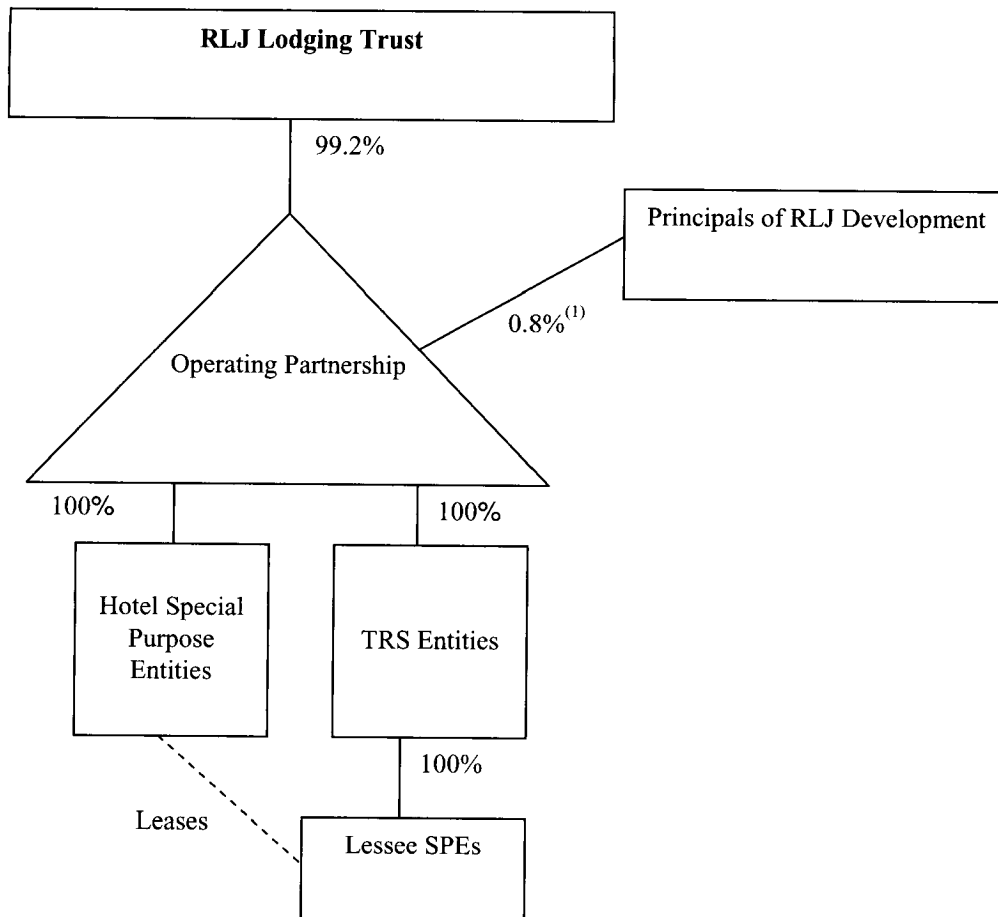 RLJ Lodging Trust
99.2%
Principals of RLJ Development
0.8%(1)
Operating Partnership
100%
100%
Hotel Special
Purpose
Entities
TRS Entities
100%
Leases
Lessee SPEs